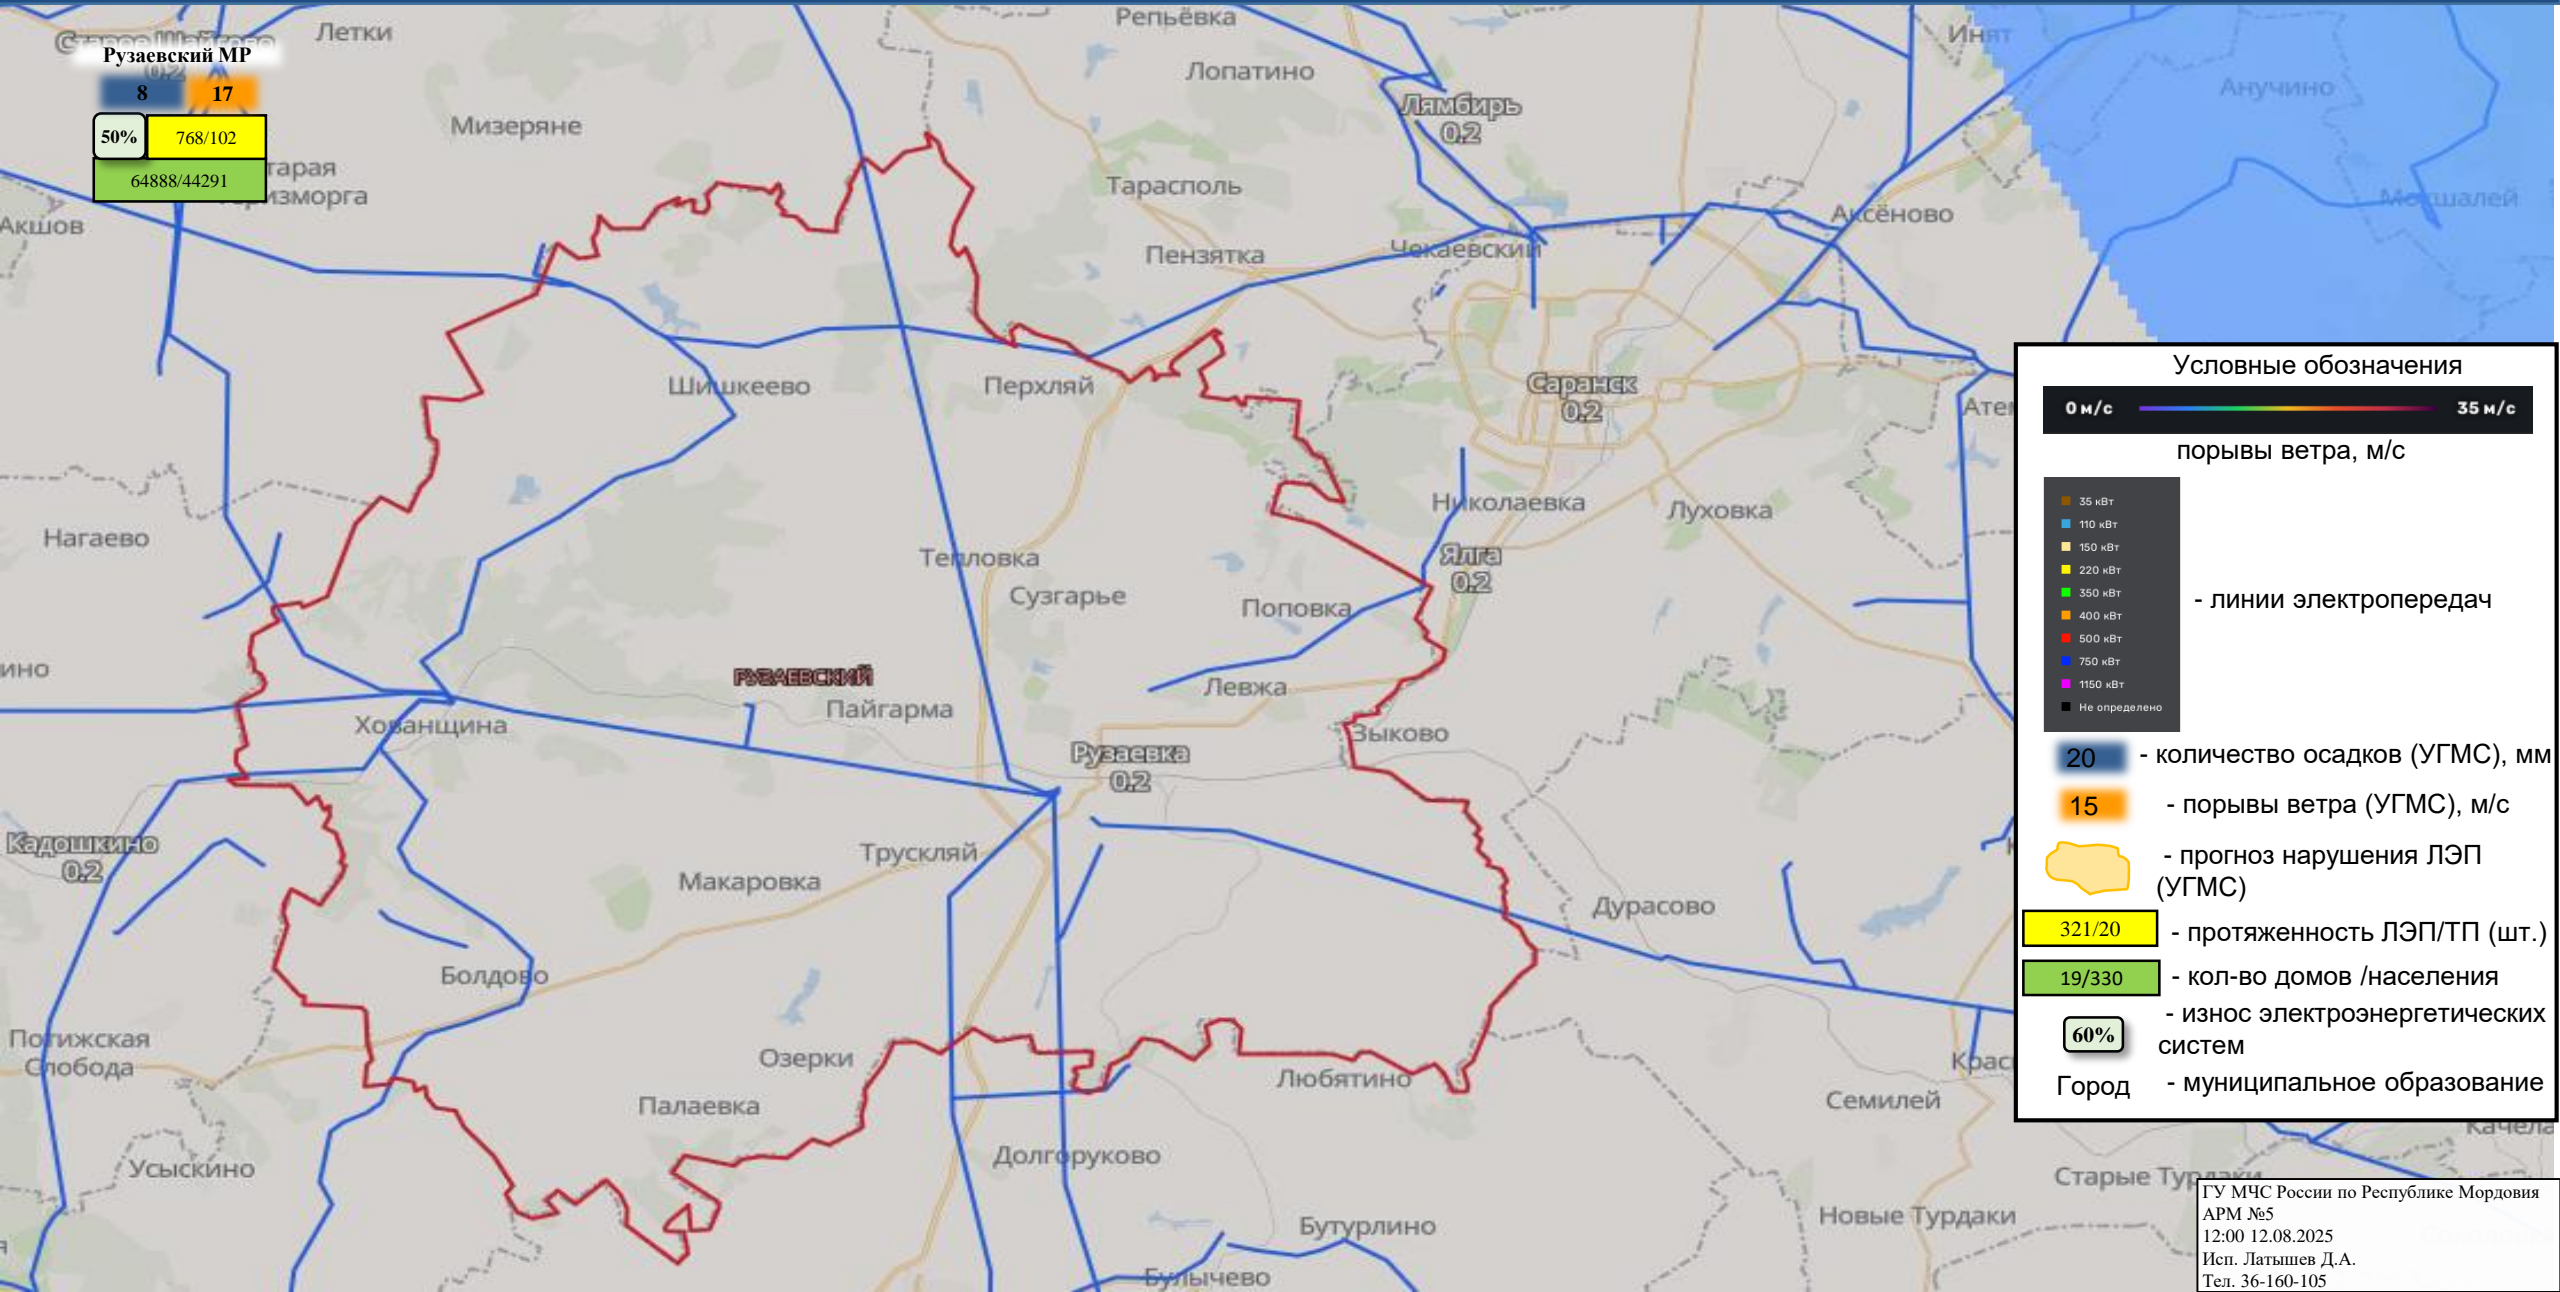 Репьёвка
Летки
Инят
Рузаевский МР
Лопатино
Анучино
8
17
Лямбирь
0.2
Мизеряне
50%
768/102
64888/44291
Тарасполь
Мокшалей
Акшов
Аксёново
Чекаевский
Пензятка
Шишкеево
Перхляй
Саранск
0.2
Николаевка
Луховка
Нагаево
Тепловка
Ялга
0.2
Сузгарье
Поповка
РУЗАЕВСКИЙ
Левжа
Пайгарма
Хованщина
Зыково
Рузаевка
0.2
Кадошкино
0.2
Трускляй
Макаровка
Дурасово
Болдово
Потижская
Слобода
Озерки
Любятино
Семилей
Палаевка
Долгоруково
Усыскино
Старые Турдаки
Новые Турдаки
Бутурлино
Булычево
Условные обозначения
0 м/с 35 м/с
порывы ветра, м/с
35 кВт
110 кВт
150 кВт
220 кВт
350 кВт
400 кВт
500 кВт
750 кВт
1150 кВт
Не определено
- линии электропередач
20 - количество осадков (УГМС), мм
15 - порывы ветра (УГМС), м/с
- прогноз нарушения ЛЭП
(УГМС)
321/20 - протяженность ЛЭП/ТП (шт.)
19/330 - кол-во домов /населения
- износ электроэнергетических
60%
систем
Город - муниципальное образование
ГУ МЧС России по Республике Мордовия
АРМ №5
12:00 12.08.2025
Исп. Латышев Д.А.
Тел. 36-160-105